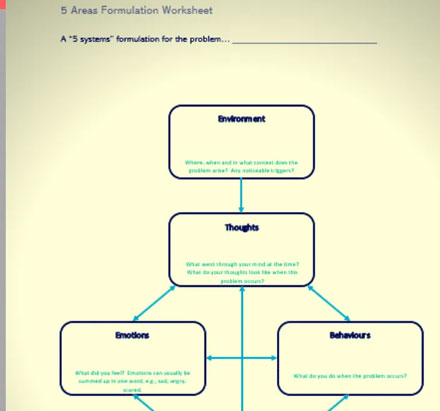 5 Areas Formulation Worksheet
A "5 systems" formulation for the problem...
Environment
Where, when and in what context does the
problem arise? Any noticeable triggers?
Thoughts
What went through your mind at the time?
What do your thoughts look like when this
problem occurs?
Emotions
Behaviours
What did you feel? Emotions can usually be
summed up in one word, e.g., sad, angry,
scared.
What do you do when the problem occurs?